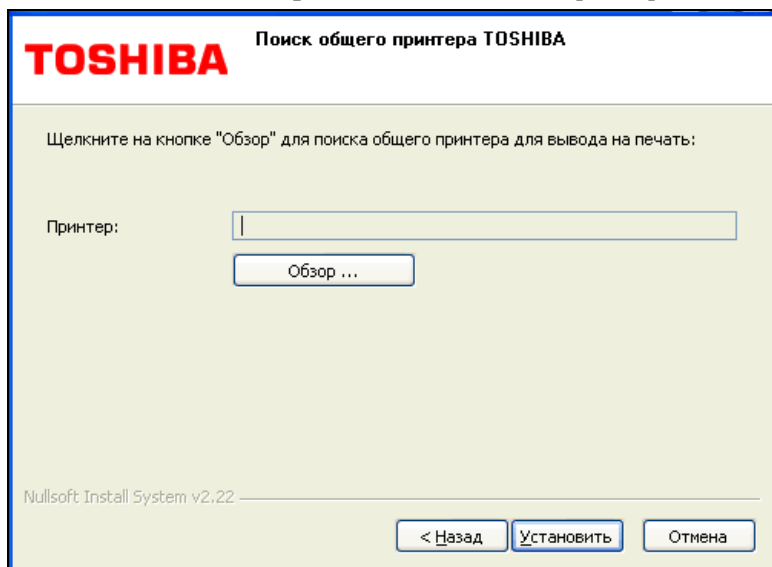 Поиск общего принтера TOSHIBA
TOSHIBA
Щелкните на кнопке "Обзор" для поиска общего принтера для вывода на печать:
Принтер:
Обзор ...
Nullsoft Install System v2.22
< Назад Установить Отмена